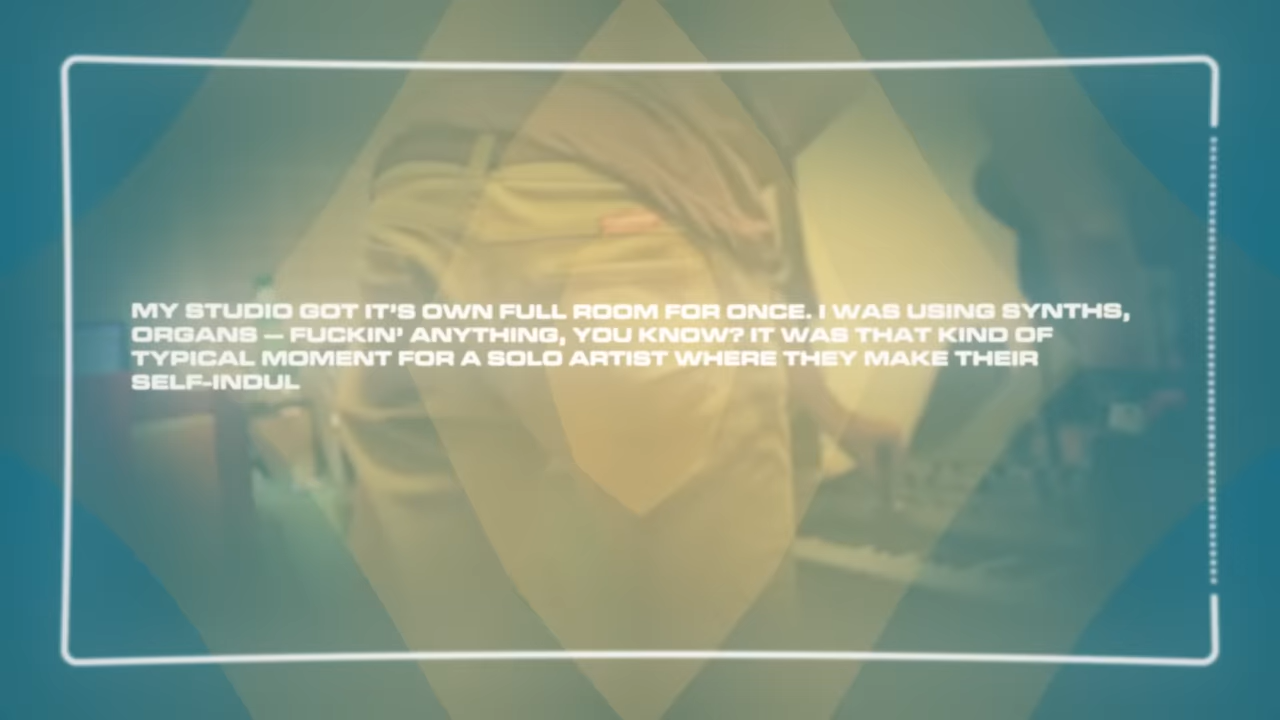 MY STUDIO GOT IT'S OWN FULL ROOM FOR ONCE. I WAS USING SYNTHS,
ORGANS – FUCKIN' ANYTHING, YOU KNOW? IT WAS THAT KIND OF
TYPICAL MOMENT FOR A SOLO ARTIST WHERE THEY MAKE THEIR
SELF-INDUL